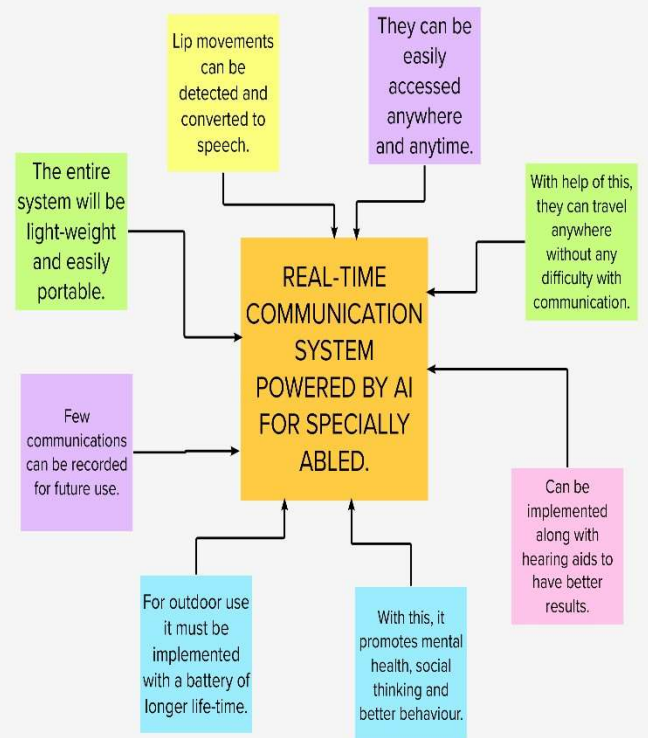 Lip movements
can be
detected and
converted to
speech.
They can be
easily
accessed
anywhere
and anytime.
The entire
system will be
light-weight
and easily
portable.
With help of this,
they can travel
anywhere
without any
difficulty with
communication.
REAL-TIME
COMMUNICATION
SYSTEM
POWERED BY AI
FOR SPECIALLY
ABLED.
Few
communications
can be recorded
for future use.
Can be
implemented
along with
hearing aids to
have better
results.
For outdoor use
it must be
implemented
with a battery of
longer life-time.
With this, it
promotes mental
health, social
thinking and
better behaviour.